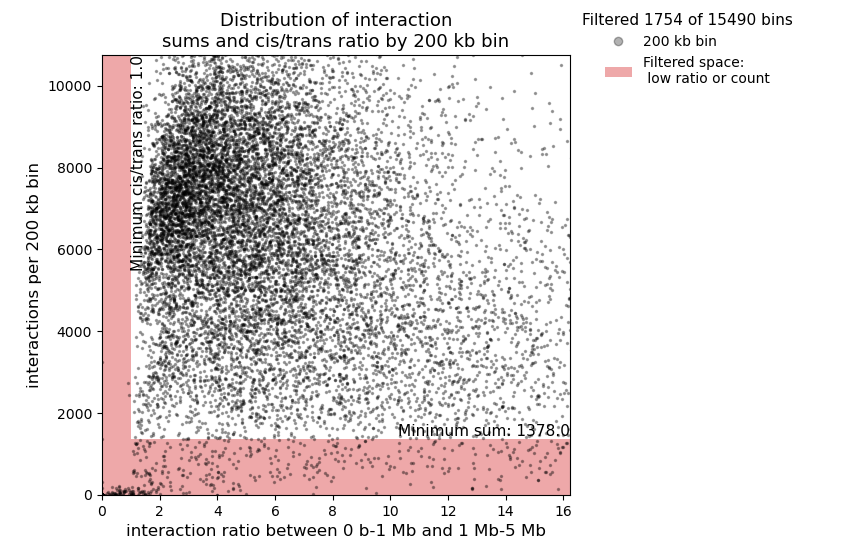 Distribution of interaction
sums and cis/trans ratio by 200 kb bin
Filtered 1754 of 15490 bins
200 kb bin
Filtered space:
low ratio or count
interactions per 200 kb bin
10000
8000
6000
4000
2000
0
Minimum cis/trans ratio: 1.0
Minimum sum: 1378.0
0 2 4 6 8 10 12 14 16
interaction ratio between 0 b-1 Mb and 1 Mb-5 Mb